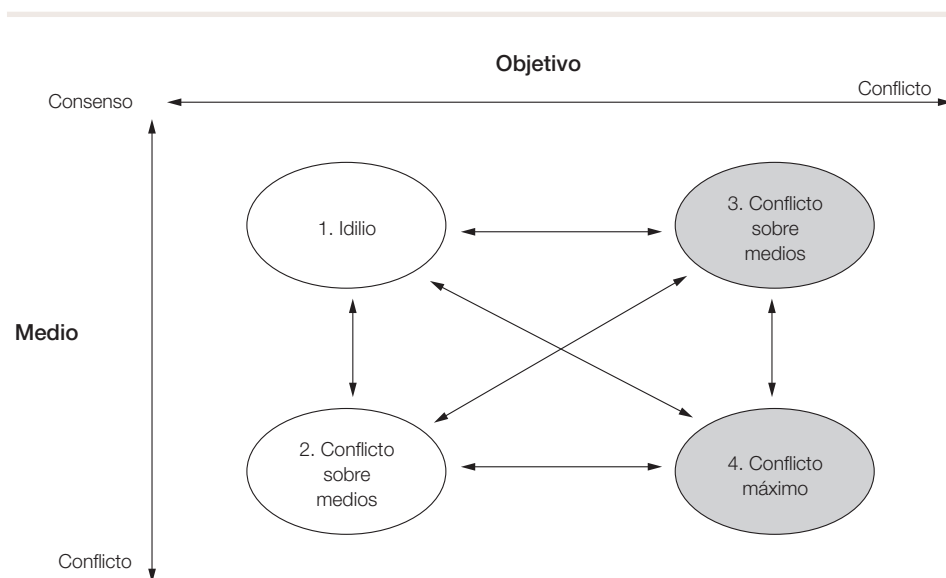 Objetivo
Consenso
Conflicto
1. Idilio
3. Conflicto
sobre
medios
Medio
2. Conflicto
sobre
medios
4. Conflicto
máximo
Conflicto